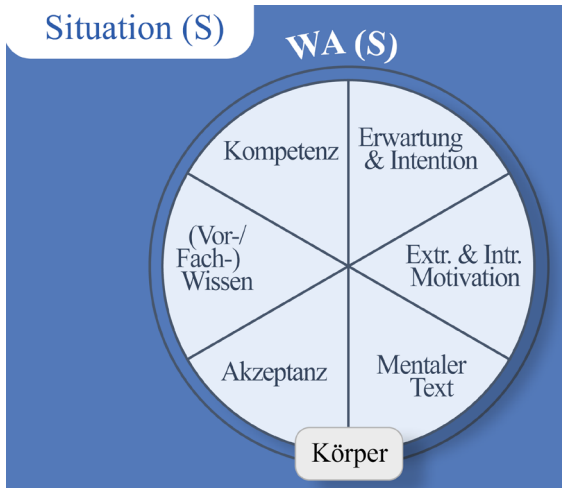 Situation (S)
WA (S)
Kompetenz
Erwartung
& Intention
(Vor-/
Fach-)
Wissen
Extr. & Intr.
Motivation
Akzeptanz
Mentaler
Text
Körper